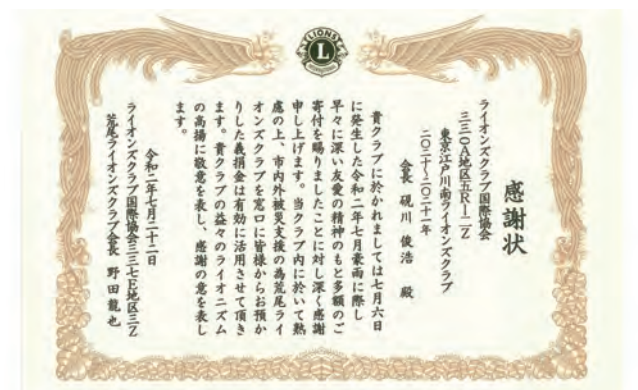 LIONS
L
感謝状
ライオンズクラブ国際協会
三三〇A地区五R一二Z
東京江戸川南ライオンズクラブ
二〇二十~二〇二十一年
会長 硯川 俊浩 殿
貴クラブに於かれましては七月六日
に発生した令和二年七月豪雨に際し
早々に深い友愛の精神のもと多額のご
寄付を賜りましたことに対し深く感謝
申し上げます。当クラブ内に於いて熟
慮の上、市内外被災支援の為荒尾ライ
オンズクラブを窓口に皆様からお預か
りした義捐金は有効に活用させて頂き
ます。貴クラブの益々のライオニズム
の高揚に敬意を表し、感謝の意を表し
ます。
令和二年七月二十二日
ライオンズクラブ国際協会三三七E地区三Z
荒尾ライオンズクラブ会長 野田龍也